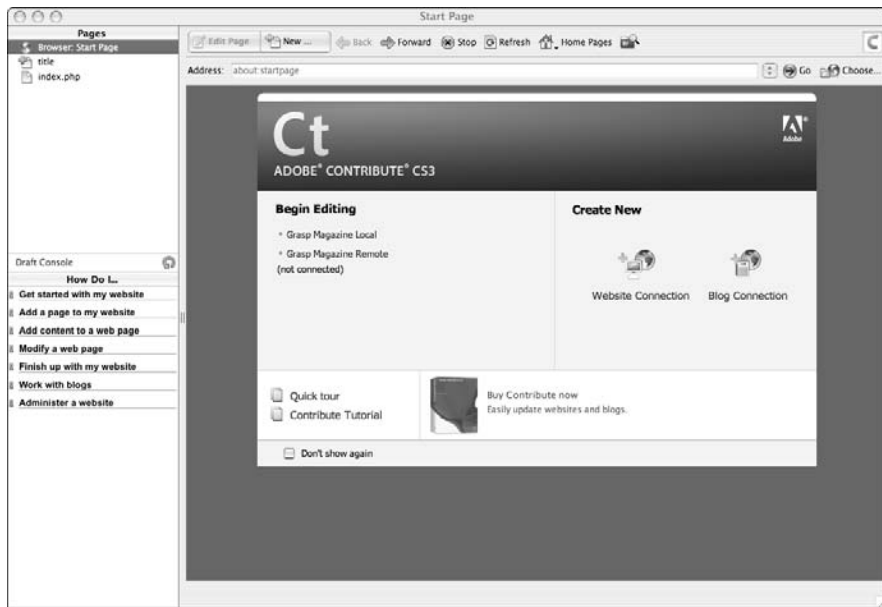 Start Page
Pages
Browser: Start Page
title
index.php
Edit Page New ... Back Forward Stop Refresh Home Pages
Address: about:startpage Go Choose...
Ct
ADOBE® CONTRIBUTE® CS3
Adobe
Begin Editing
Grasp Magazine Local
Grasp Magazine Remote
(not connected)
Create New
Website Connection Blog Connection
Draft Console
How Do I...
Get started with my website
Add a page to my website
Add content to a web page
Modify a web page
Finish up with my website
Work with blogs
Administer a website
Quick tour
Contribute Tutorial
Buy Contribute now
Easily update websites and blogs.
Don't show again